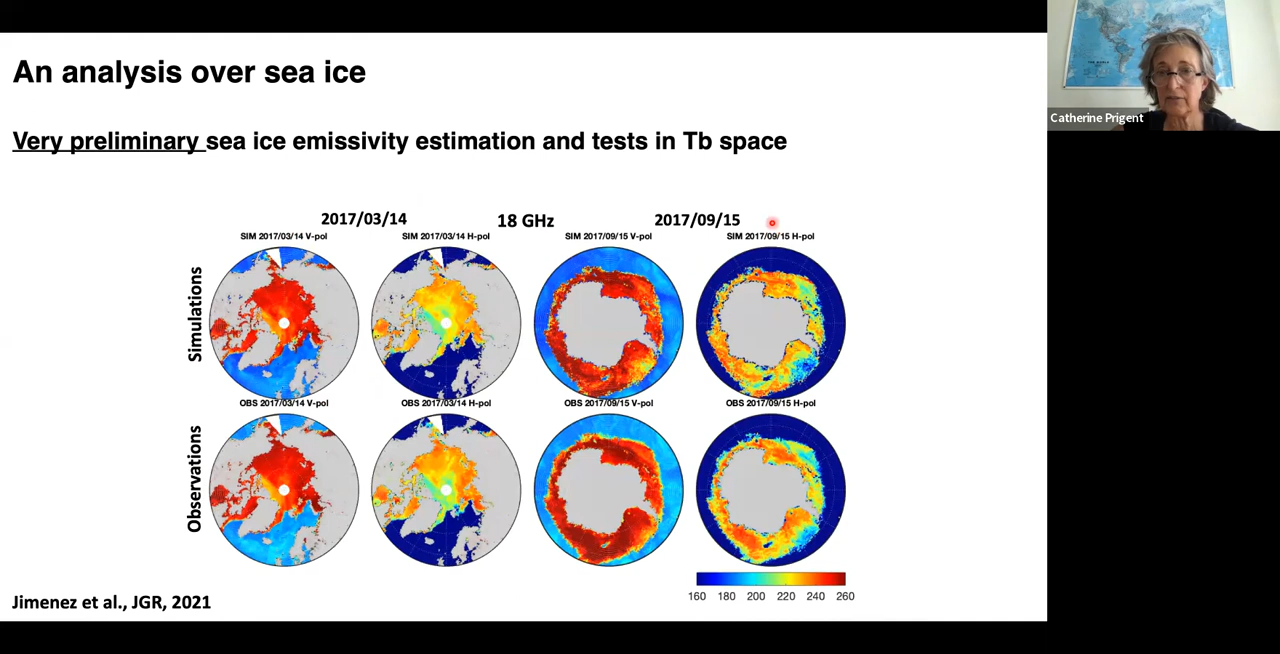 An analysis over sea ice
Catherine Prigent
Very preliminary sea ice emissivity estimation and tests in Tb space
2017/03/14
18 GHz
2017/09/15
SIM 2017/03/14 V-pol
SIM 2017/03/14 H-pol
SIM 2017/09/15 V-pol
SIM 2017/09/15 H-pol
Simulations
OBS 2017/03/14 V-pol
OBS 2017/03/14 H-pol
OBS 2017/09/15 V-pol
OBS 2017/09/15 H-pol
Observations
160 180 200 220 240 260
Jimenez et al., JGR, 2021